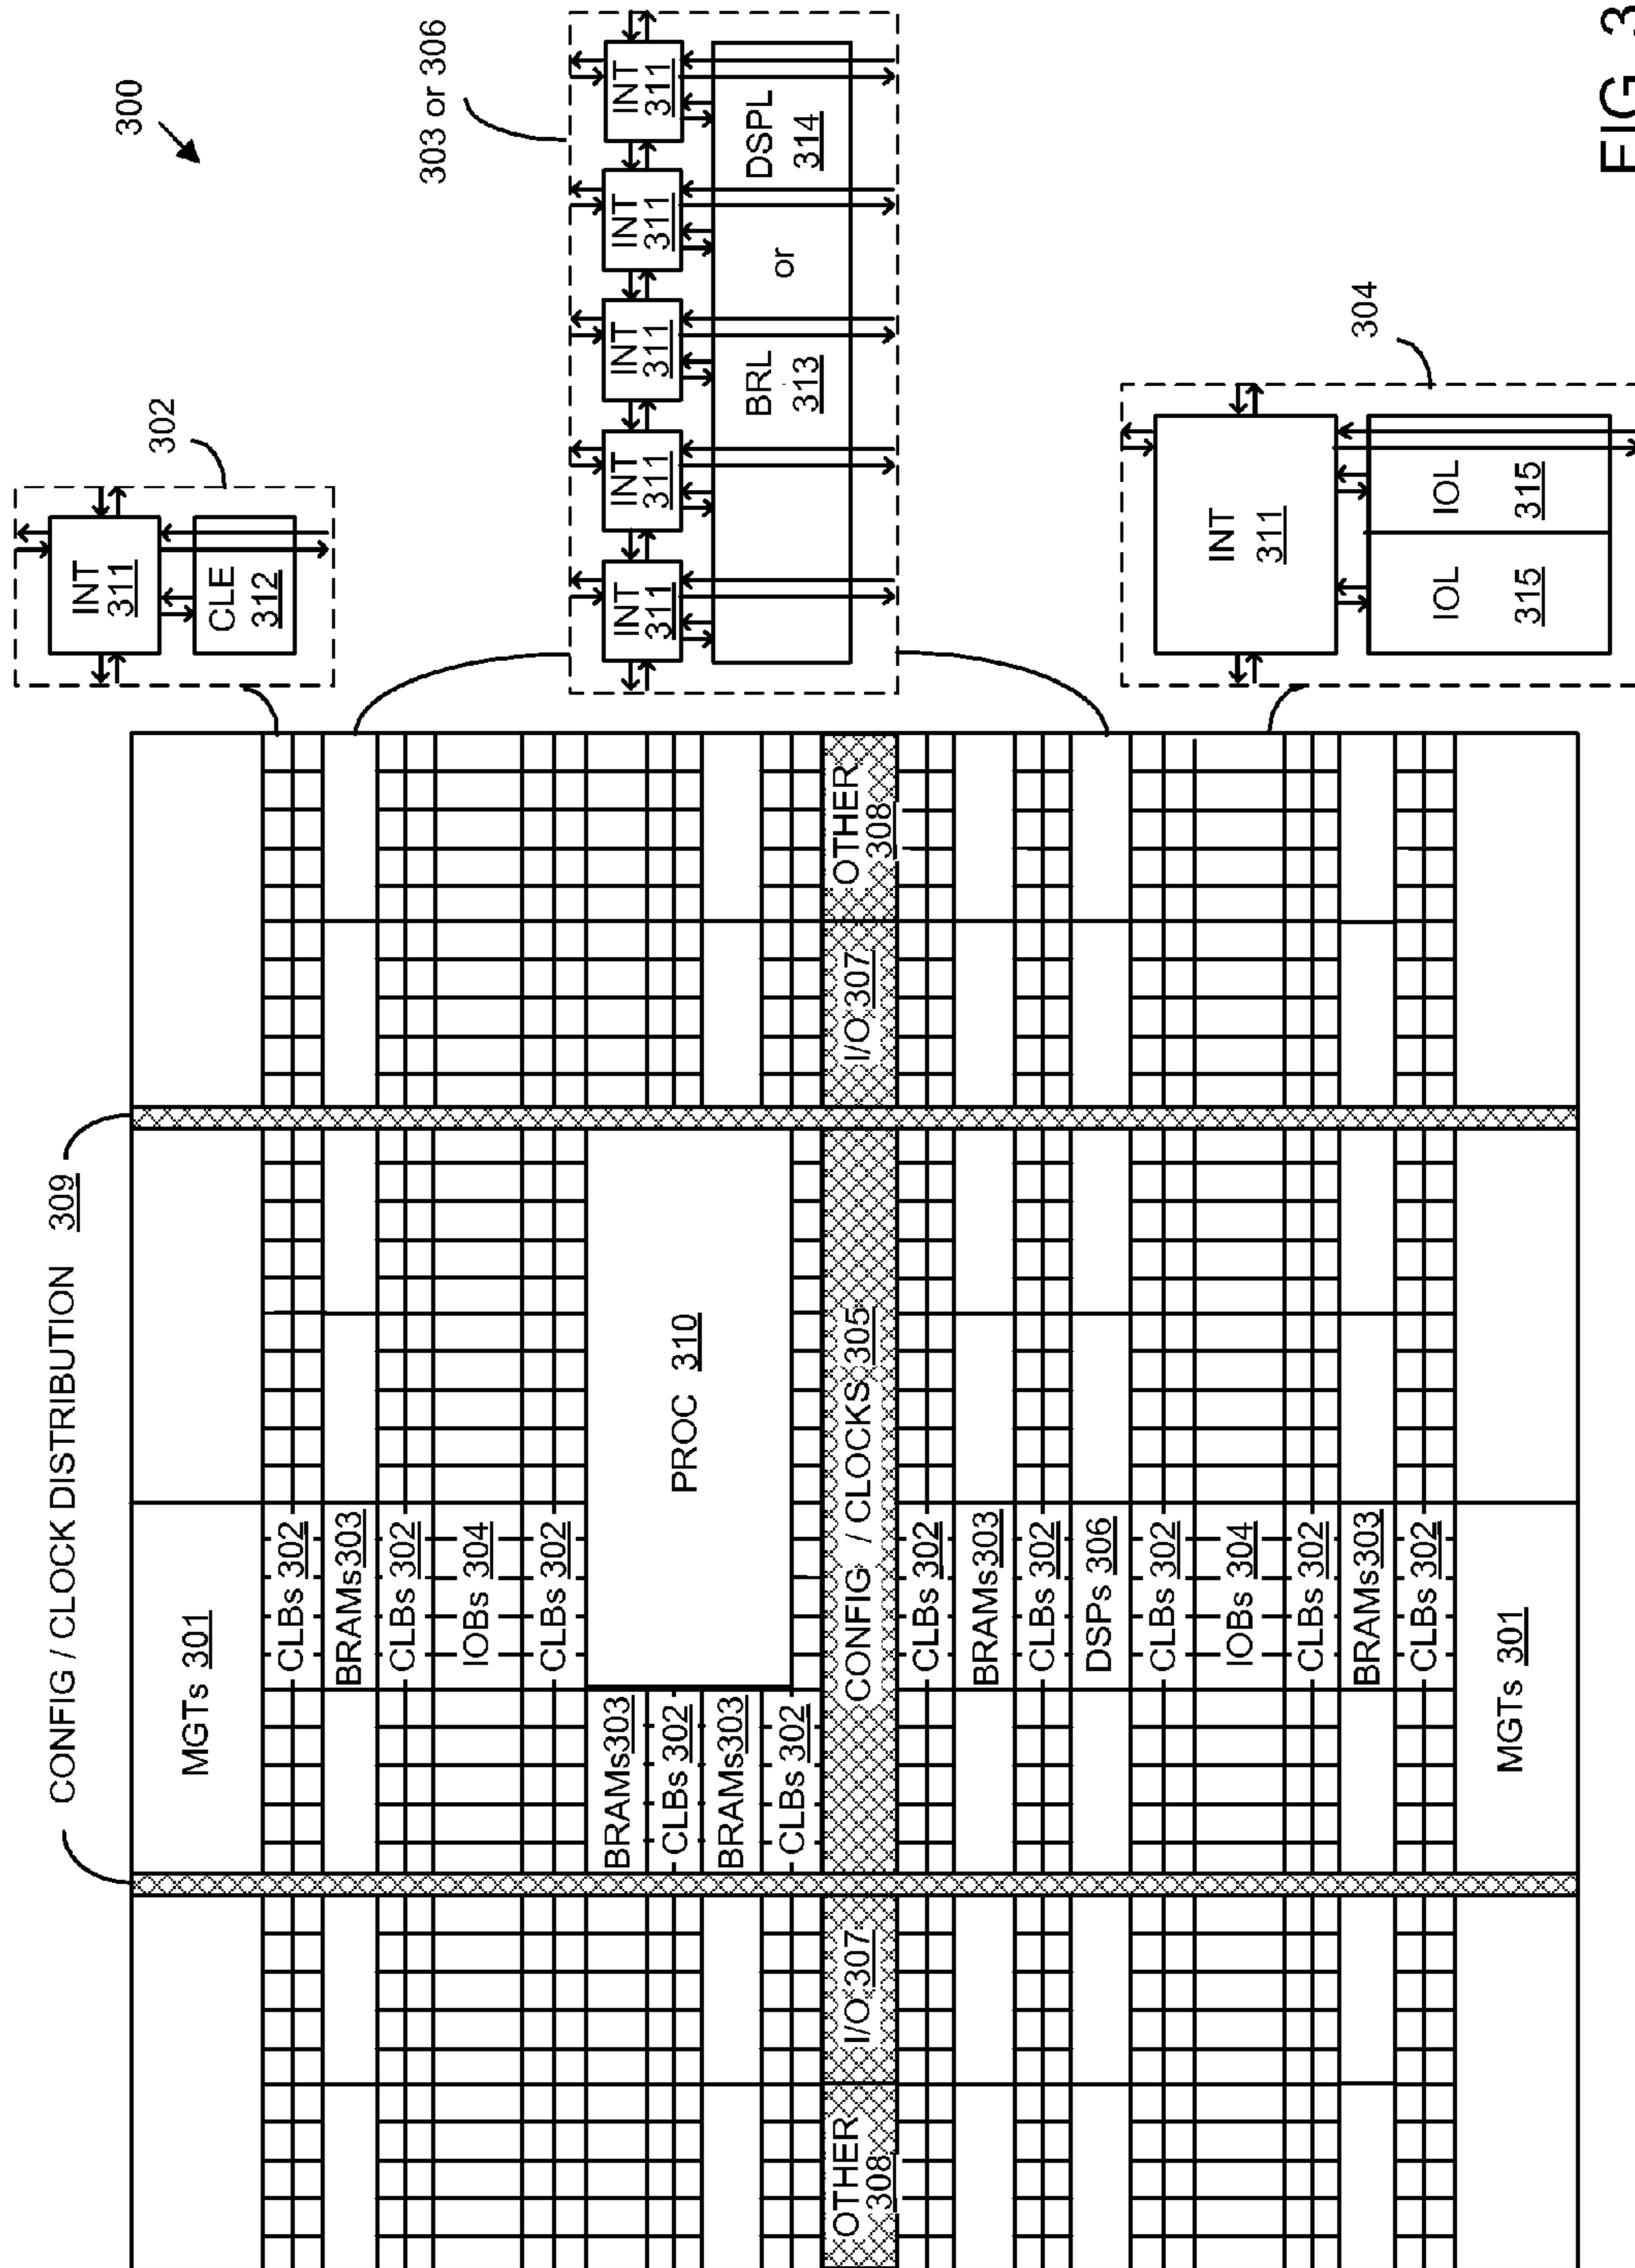 300
302
INT
311
CLE
312
303 or 306
INT
311
INT
311
INT
311
INT
311
INT
311
BRL
313
or
DSPL
314
304
INT
311
IOL
315
IOL
315
CONFIG / CLOCK DISTRIBUTION 309
MGTs 301
CLBs 302
BRAMs 303
CLBs 302
IOBs 304
CLBs 302
PROC 310
BRAMs 303
CLBs 302
BRAMs 303
CLBs 302
OTHER
308
I/O 307
CONFIG / CLOCKS 305
I/O 307
OTHER
308
CLBs 302
BRAMs 303
CLBs 302
DSPs 306
CLBs 302
IOBs 304
CLBs 302
BRAMs 303
CLBs 302
MGTs 301